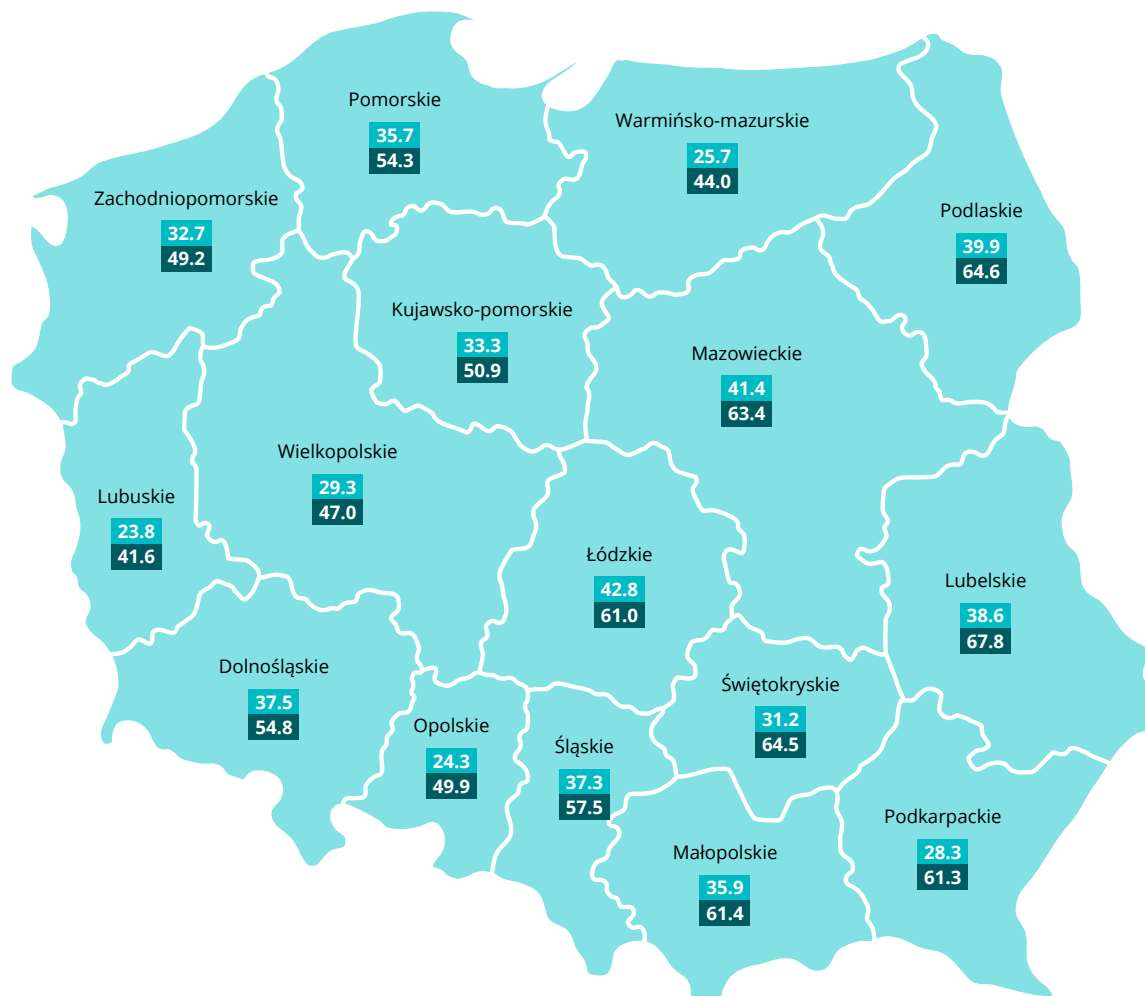 Pomorskie
35.7
54.3
Warmińsko-mazurskie
25.7
44.0
Zachodniopomorskie
32.7
49.2
Podlaskie
39.9
64.6
Kujawsko-pomorskie
33.3
50.9
Mazowieckie
41.4
63.4
Wielkopolskie
29.3
47.0
Lubuskie
23.8
41.6
Łódzkie
42.8
61.0
Lubelskie
38.6
67.8
Dolnośląskie
37.5
54.8
Świętokryskie
31.2
64.5
Opolskie
24.3
49.9
Śląskie
37.3
57.5
Podkarpackie
28.3
61.3
Małopolskie
35.9
61.4